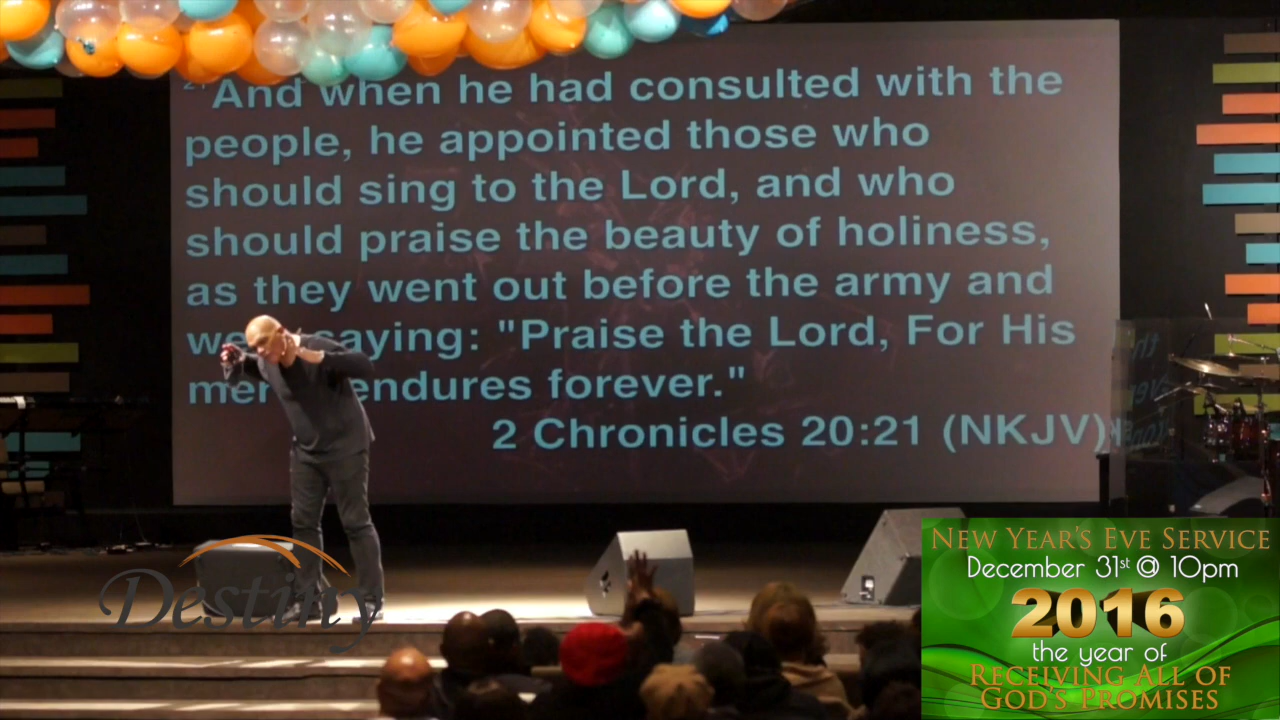 And when he had consulted with the
people, he appointed those who
should sing to the Lord, and who
should praise the beauty of holiness,
as they went out before the army and
saying: "Praise the Lord, For His
endures forever."
2 Chronicles 20:21 (NKJV)
Destiny
New Year's Eve Service
December 31st @ 10pm
2016
the year of
Receiving All of
God's Promises